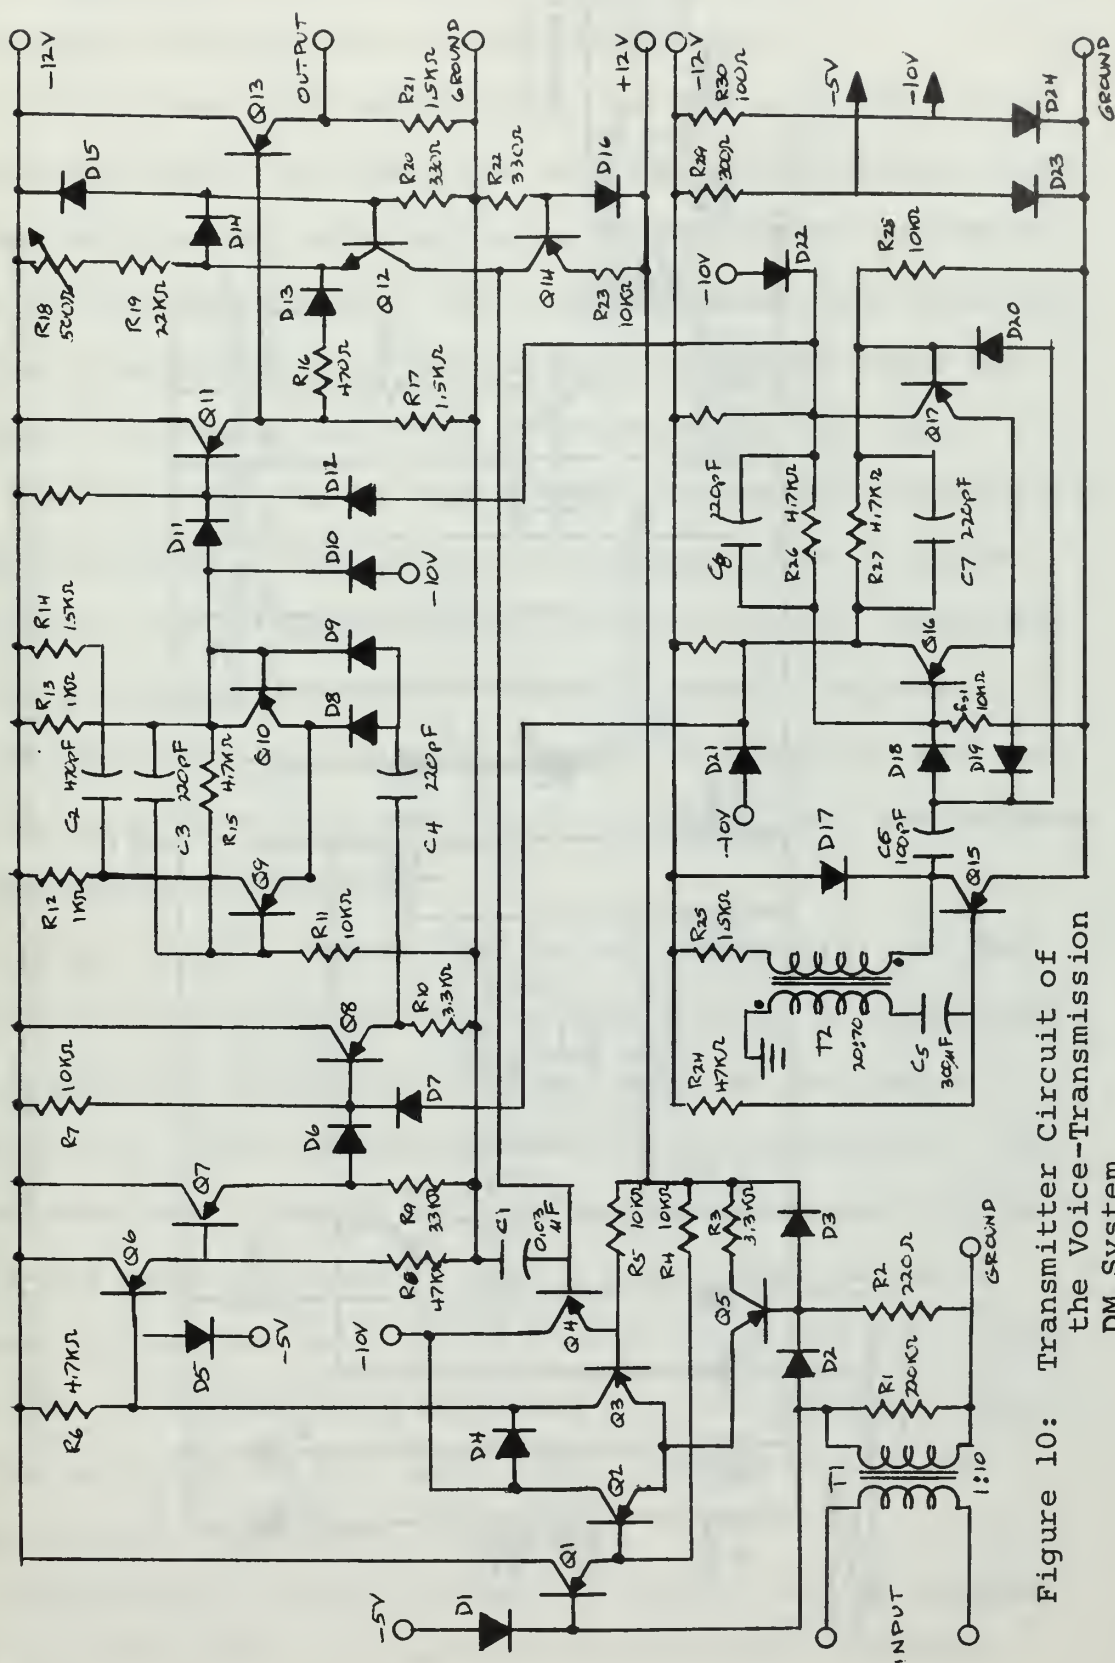 -12V
R18
500Ω
R19
22KΩ
D15
D14
Q13
OUTPUT
R21
1.5KΩ
GROUND
R20
330Ω
R22
330Ω
D13
Q12
R16
470Ω
R17
1.5KΩ
Q14
D16
R23
10KΩ
+12V
Q11
D12
D11
D10
-10V
R14
1.5KΩ
R13
1KΩ
C2
470pF
C3
220pF
R15
4.7KΩ
Q10
D9
D8
C4
220pF
R12
1KΩ
Q9
R11
10KΩ
R10
3.3KΩ
Q8
R7
10KΩ
D7
D6
Q7
Q6
R9
33KΩ
R8
47KΩ
C1
0.03
μF
R6
4.7KΩ
D5
-5V
-10V
Q4
Q3
D4
Q2
Q1
-5V
D1
R5
10KΩ
R4
10KΩ
R3
3.3KΩ
Q5
D3
D2
R2
220Ω
R1
220KΩ
GROUND
T1
1:10
INPUT
-12V
R30
100Ω
R29
300Ω
-5V
-10V
D24
D23
GROUND
-10V
D22
R28
10KΩ
D20
Q17
C8
220pF
R26
4.7KΩ
R27
4.7KΩ
C7
220pF
Q16
R31
10KΩ
D18
D19
D21
-10V
D17
C6
100pF
Q15
R25
1.5KΩ
T2
20:70
R24
47KΩ
C5
300μF
Figure 10: Transmitter Circuit of
the Voice-Transmission
DM System